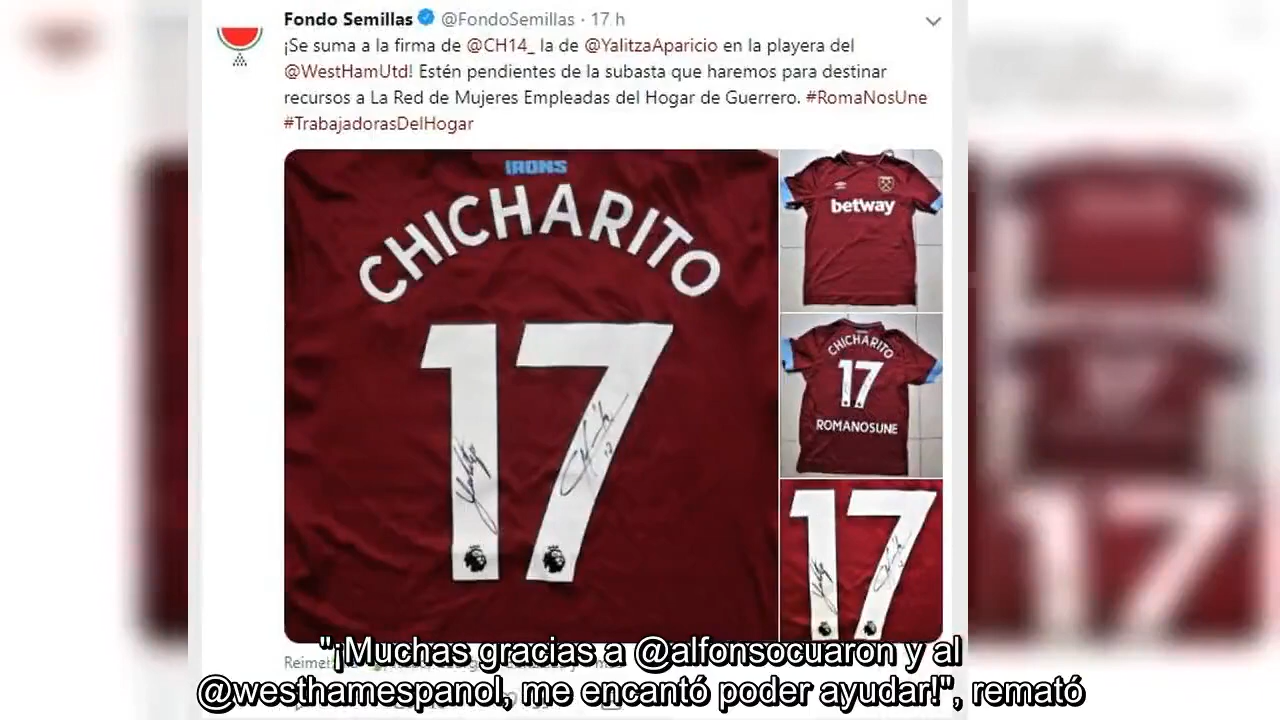 Fondo Semillas @FondoSemillas · 17 h
¡Se suma a la firma de @CH14_ la de @YalitzaAparicio en la playera del
@WestHamUtd! Estén pendientes de la subasta que haremos para destinar
recursos a La Red de Mujeres Empleadas del Hogar de Guerrero. #RomaNosUne
#TrabajadorasDelHogar
IRONS
CHICHARITO
17
betway
CHICHARITO
17
ROMANOSUNE
17
"¡Muchas gracias a @alfonsocuaron y al
@westhamespanol, me encantó poder ayudar!", remató